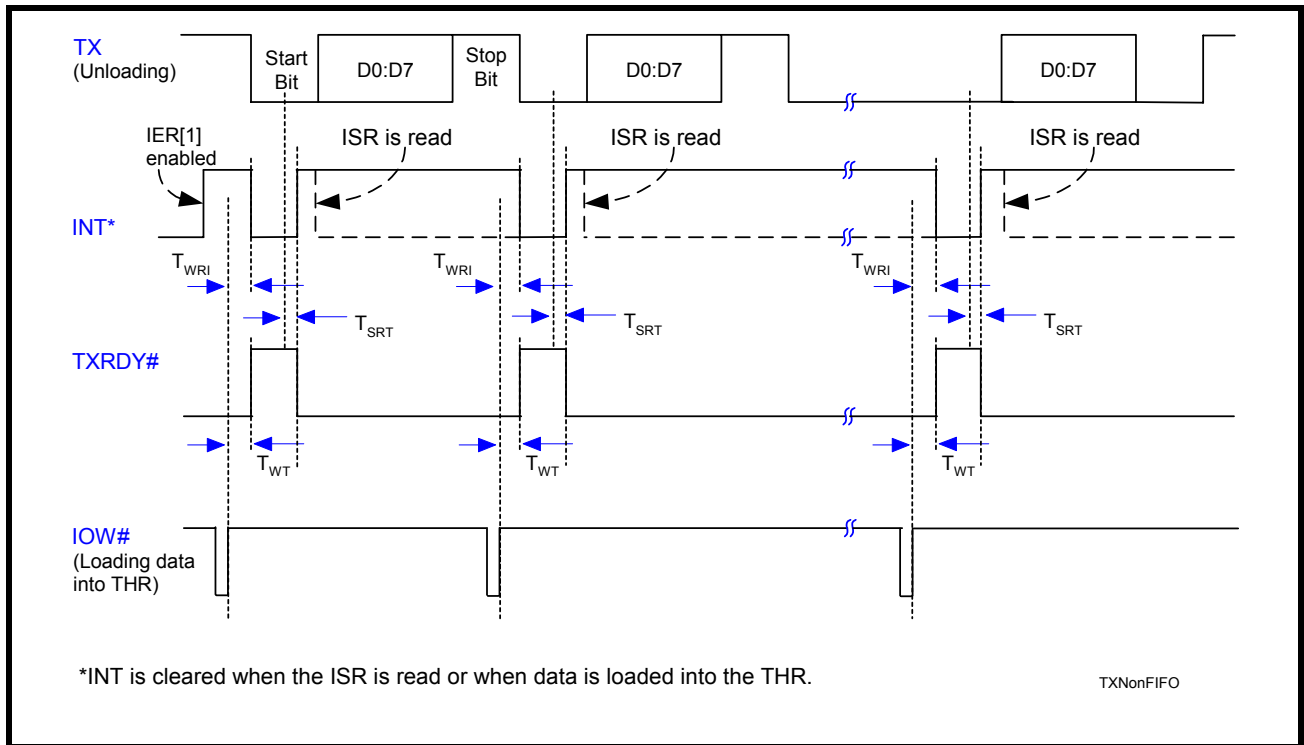 TX
(Unloading)
Start
Bit
D0:D7
Stop
Bit
D0:D7
D0:D7
IER[1]
enabled
ISR is read
ISR is read
ISR is read
INT*
TWRI
TWRI
TWRI
TSRT
TSRT
TSRT
TXRDY#
TWT
TWT
TWT
IOW#
(Loading data
into THR)
*INT is cleared when the ISR is read or when data is loaded into the THR.
TXNonFIFO